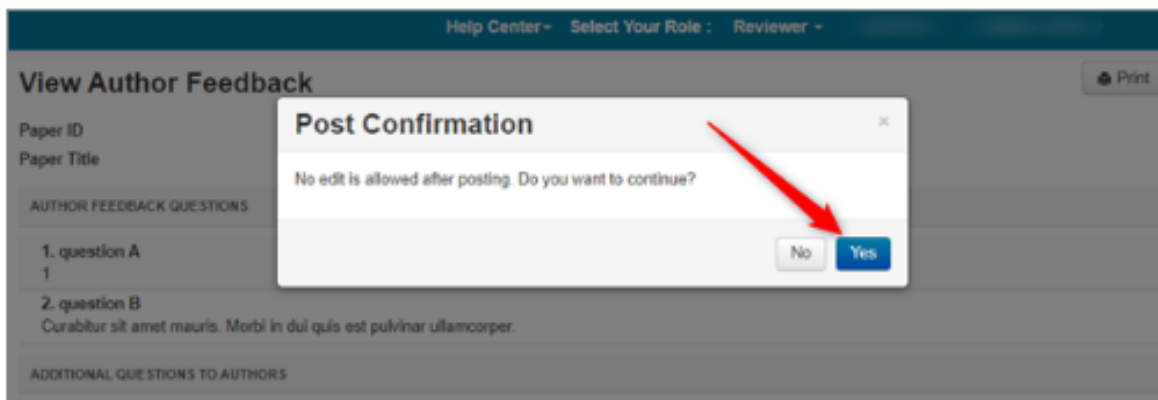 Help Center Select Your Role : Reviewer
View Author Feedback
Print
Paper ID
Paper Title
Post Confirmation
×
No edit is allowed after posting. Do you want to continue?
No Yes
AUTHOR FEEDBACK QUESTIONS
1. question A
1
2. question B
Curabitur sit amet mauris. Morbi in dui quis est pulvinar ullamcorper.
ADDITIONAL QUESTIONS TO AUTHORS